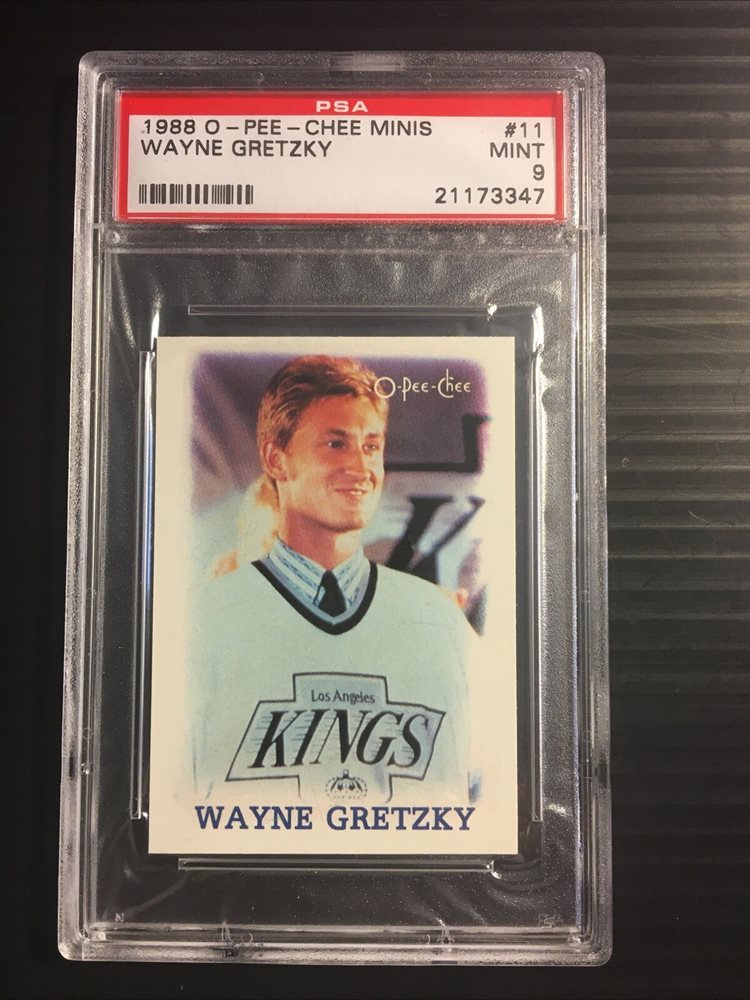 PSA
1988 O-PEE-CHEE MINIS #11
WAYNE GRETZKY MINT
9
21173347
O-Pee-Chee
Los Angeles
KINGS
WAYNE GRETZKY